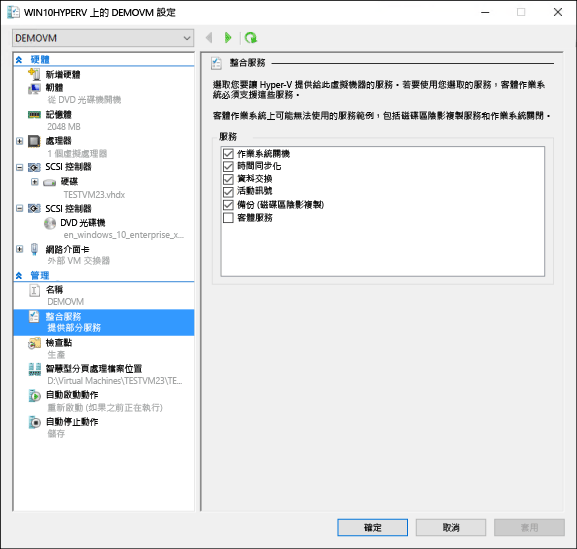 WIN10HYPERV 上的 DEMOVM 設定
DEMOVM
硬體
新增硬體
韌體
從 DVD 光碟機開機
記憶體
2048 MB
處理器
1 個虛擬處理器
SCSI 控制器
硬碟
TESTVM23.vhdx
SCSI 控制器
DVD 光碟機
en_windows_10_enterprise_x...
網路介面卡
外部 VM 交換器
管理
名稱
DEMOVM
整合服務
提供部分服務
檢查點
生產
智慧型分頁處理檔案位置
D:\Virtual Machines\TESTVM23\TE...
自動啟動動作
重新啟動 (如果之前正在執行)
自動停止動作
儲存
整合服務
選取您要讓 Hyper-V 提供給此虛擬機器的服務。若要使用您選取的服務，客體作業系
統必須支援這些服務。
客體作業系統上可能無法使用的服務範例，包括磁碟區陰影複製服務和作業系統關閉。
服務
作業系統關機
時間同步化
資料交換
活動訊號
備份 (磁碟區陰影複製)
客體服務
確定
取消
套用